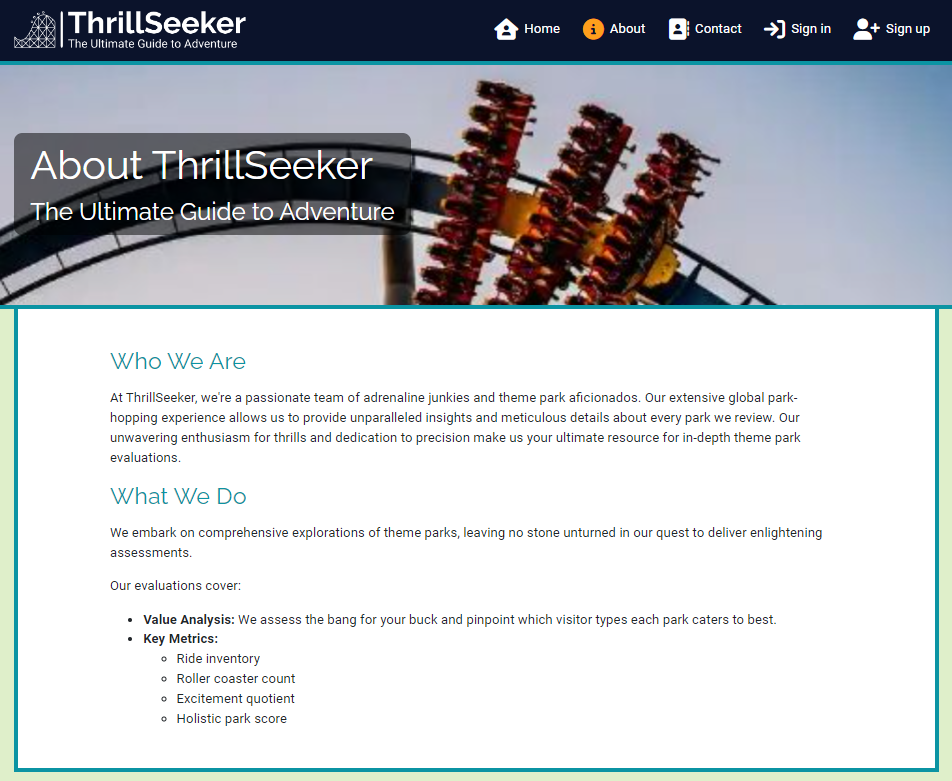 ThrillSeeker
The Ultimate Guide to Adventure
Home
About
Contact
Sign in
Sign up
About ThrillSeeker
The Ultimate Guide to Adventure
Who We Are
At ThrillSeeker, we're a passionate team of adrenaline junkies and theme park aficionados. Our extensive global park-
hopping experience allows us to provide unparalleled insights and meticulous details about every park we review. Our
unwavering enthusiasm for thrills and dedication to precision make us your ultimate resource for in-depth theme park
evaluations.
What We Do
We embark on comprehensive explorations of theme parks, leaving no stone unturned in our quest to deliver enlightening
assessments.
Our evaluations cover:
• Value Analysis: We assess the bang for your buck and pinpoint which visitor types each park caters to best.
• Key Metrics:
◦ Ride inventory
◦ Roller coaster count
◦ Excitement quotient
◦ Holistic park score